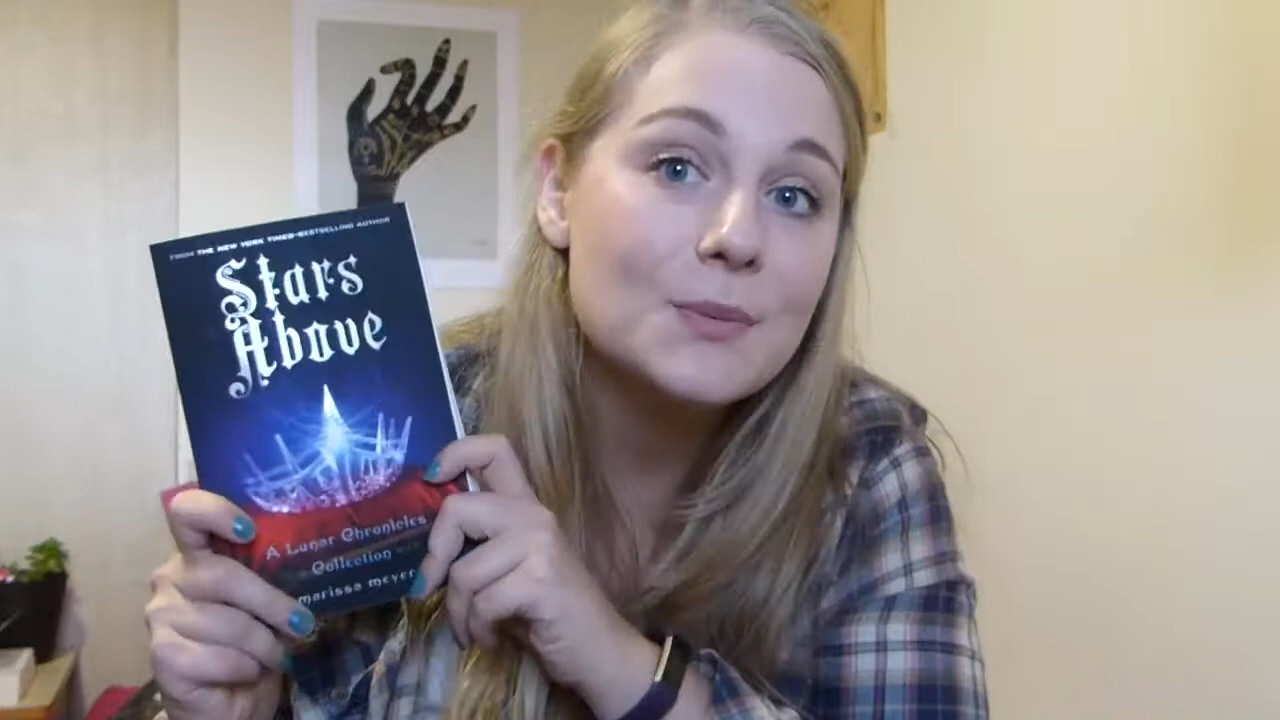 FROM THE NEW YORK TIMES-BESTSELLING AUTHOR
Stars
Above
A Lunar Chronicles
Collection
marissa meyer